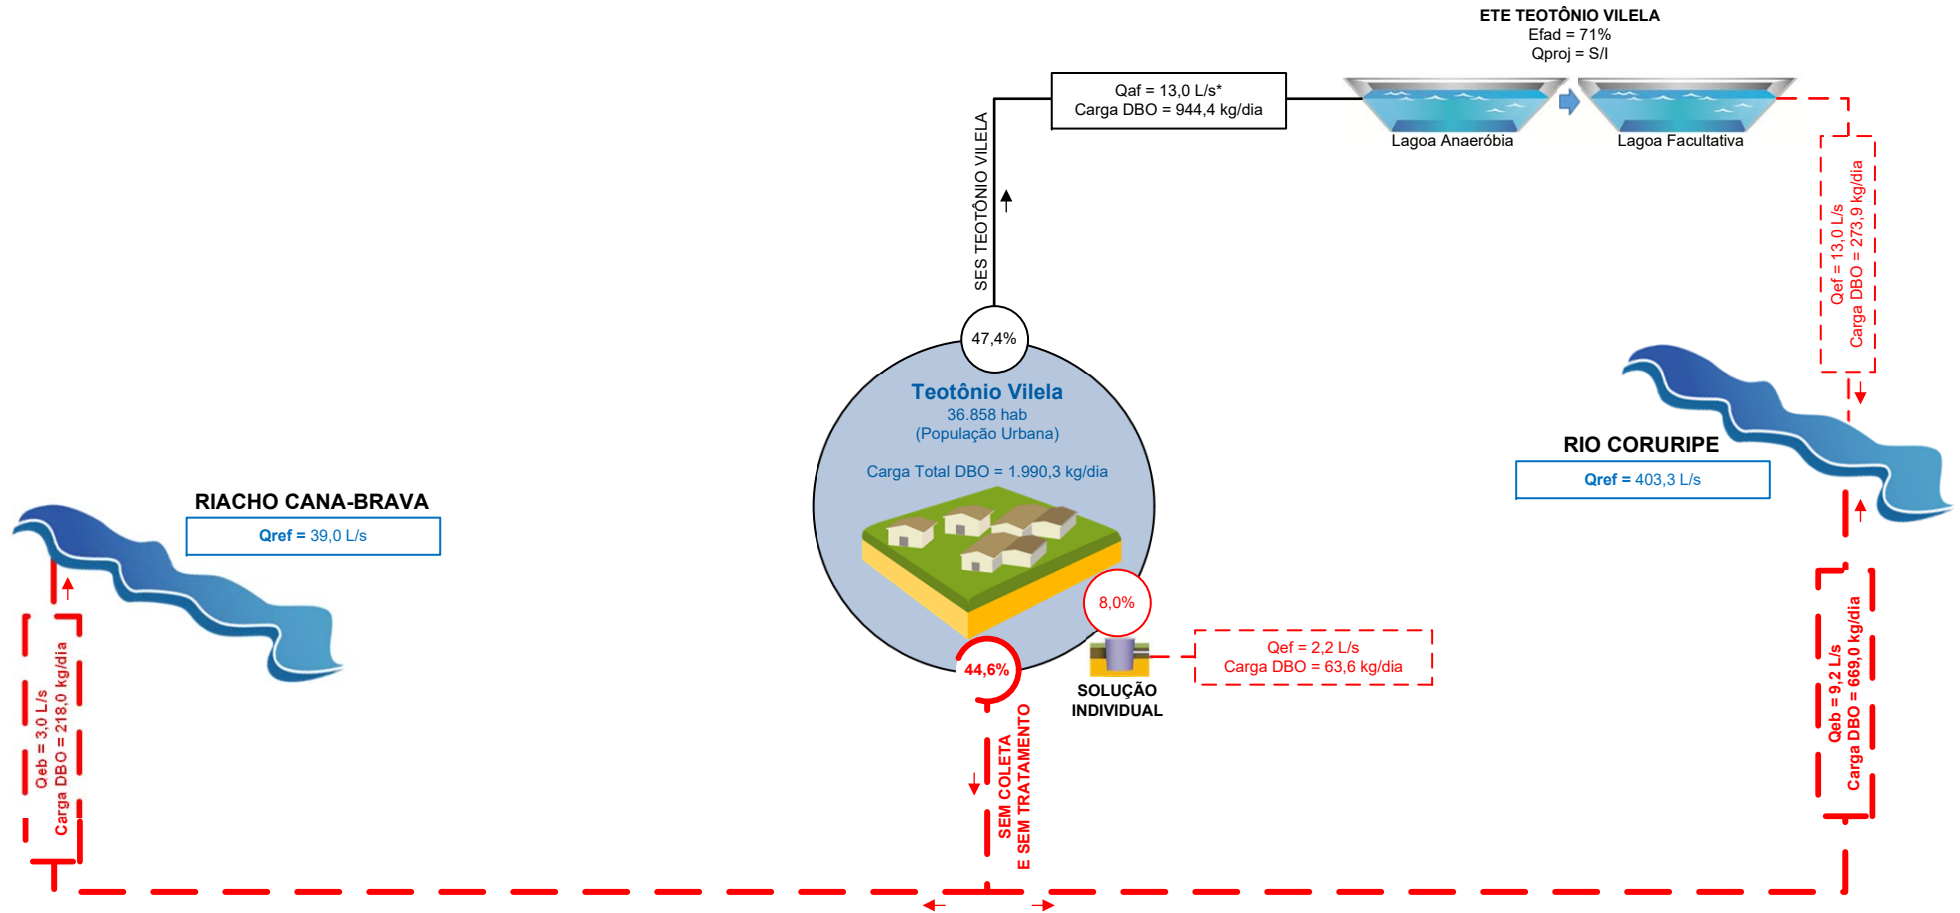 ETE TEOTÔNIO VILELA
Efad = 71%
Qproj = S/I
Qaf = 13,0 L/s*
Carga DBO = 944,4 kg/dia
Lagoa Anaeróbia
Lagoa Facultativa
SES TEOTÔNIO VILELA
Qef = 13,0 L/s
Carga DBO = 273,9 kg/dia
47,4%
Teotônio Vilela
36.858 hab
(População Urbana)
Carga Total DBO = 1.990,3 kg/dia
RIO CORURIPE
Qref = 403,3 L/s
RIACHO CANA-BRAVA
Qref = 39,0 L/s
8,0%
Qef = 2,2 L/s
Carga DBO = 63,6 kg/dia
SOLUÇÃO
INDIVIDUAL
44,6%
SEM COLETA
E SEM TRATAMENTO
Qeb = 3,0 L/s
Carga DBO = 218,0 kg/dia
Qeb = 9,2 L/s
Carga DBO = 669,0 kg/dia